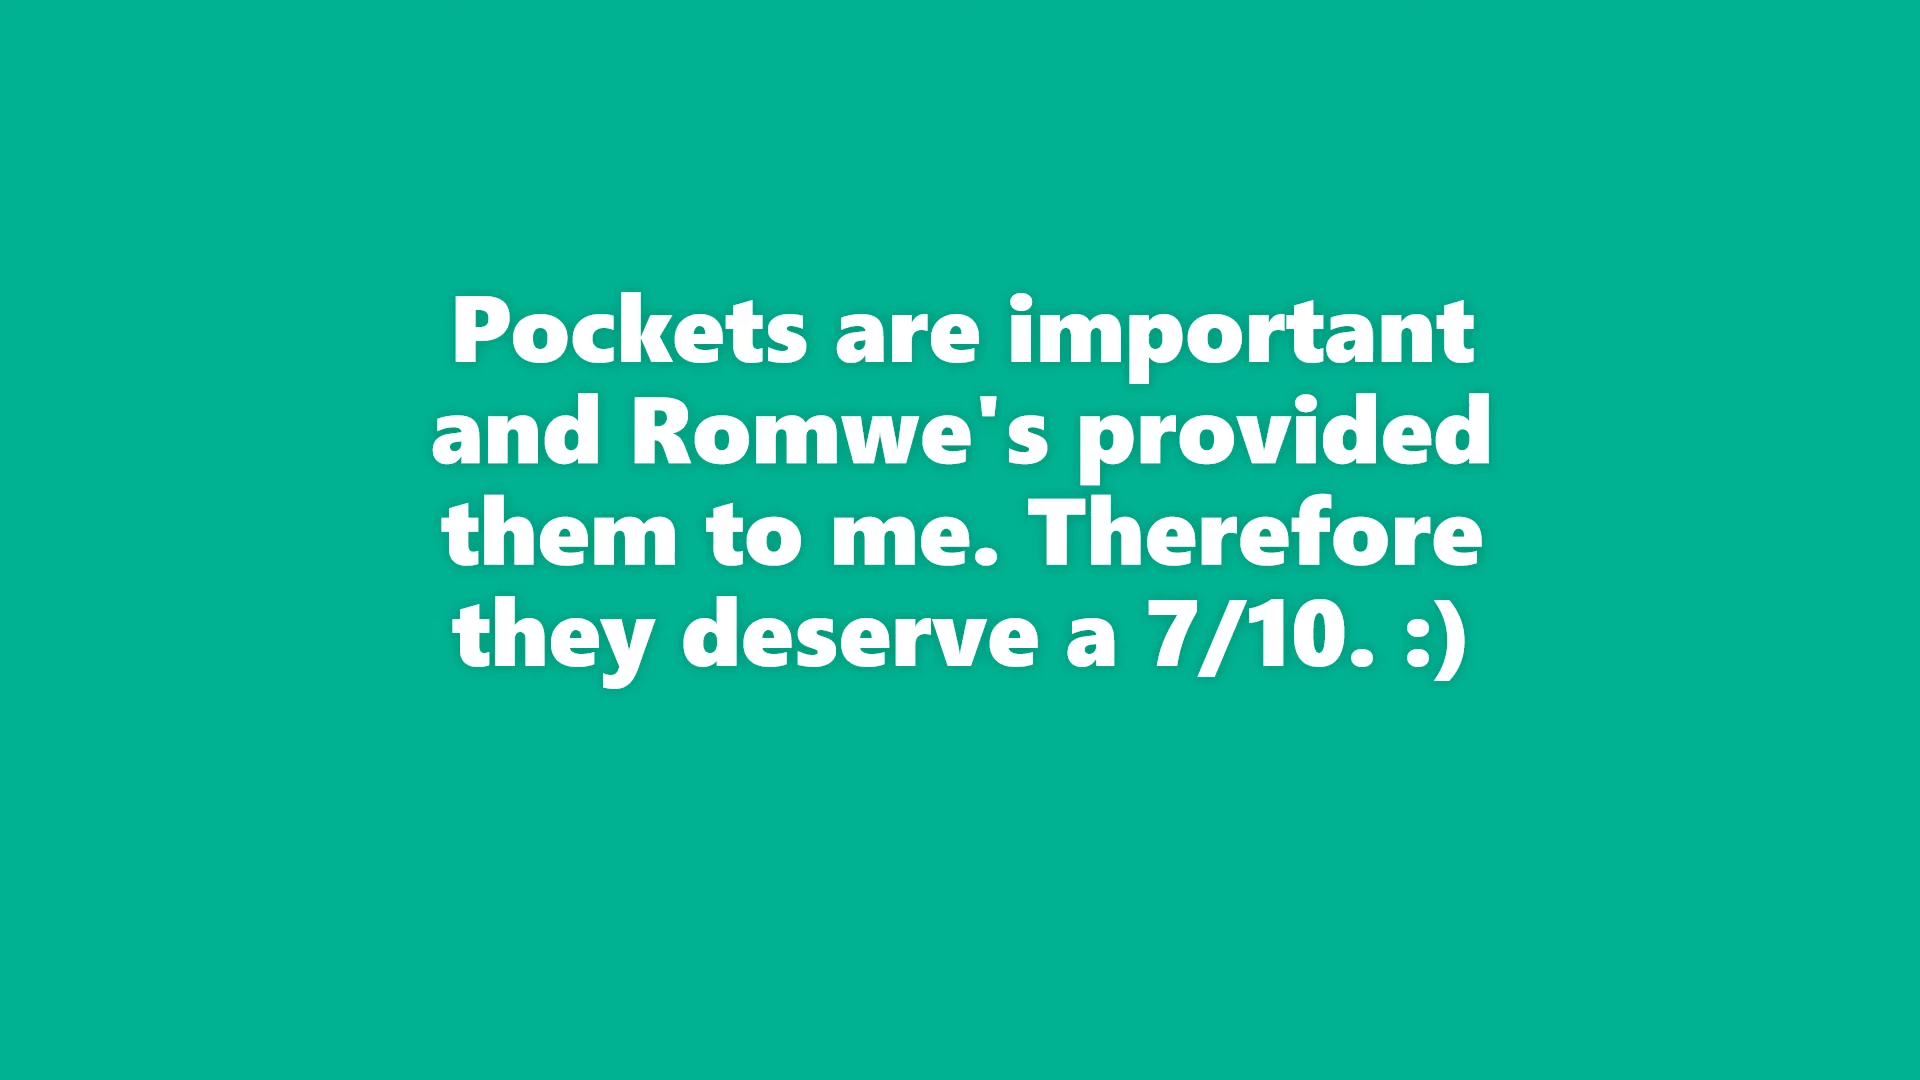 Pockets are important
and Romwe's provided
them to me. Therefore
they deserve a 7/10. :)